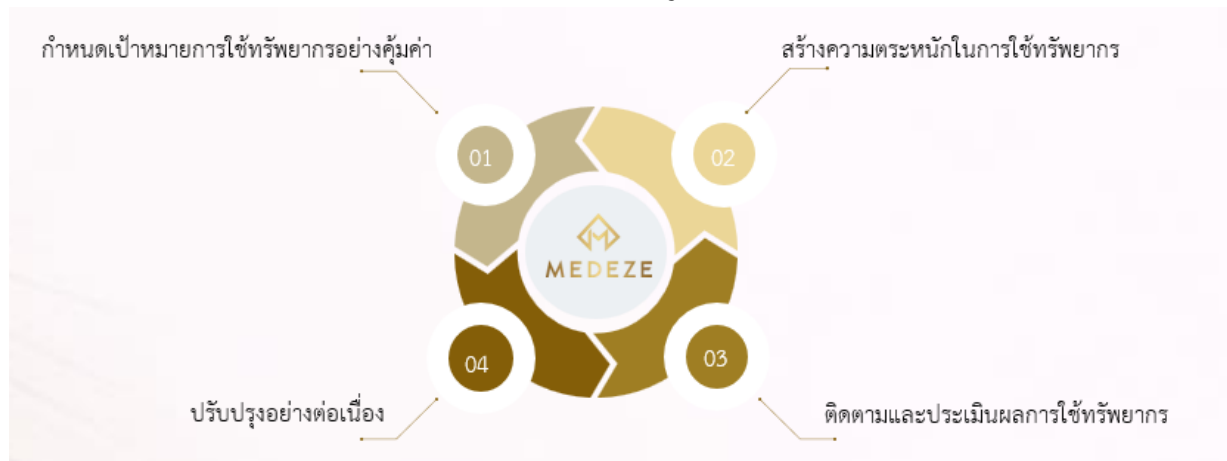 กำหนดเป้าหมายการใช้ทรัพยากรอย่างคุ้มค่า
สร้างความตระหนักในการใช้ทรัพยากร
01
02
MEDEZE
04
03
ปรับปรุงอย่างต่อเนื่อง
ติดตามและประเมินผลการใช้ทรัพยากร